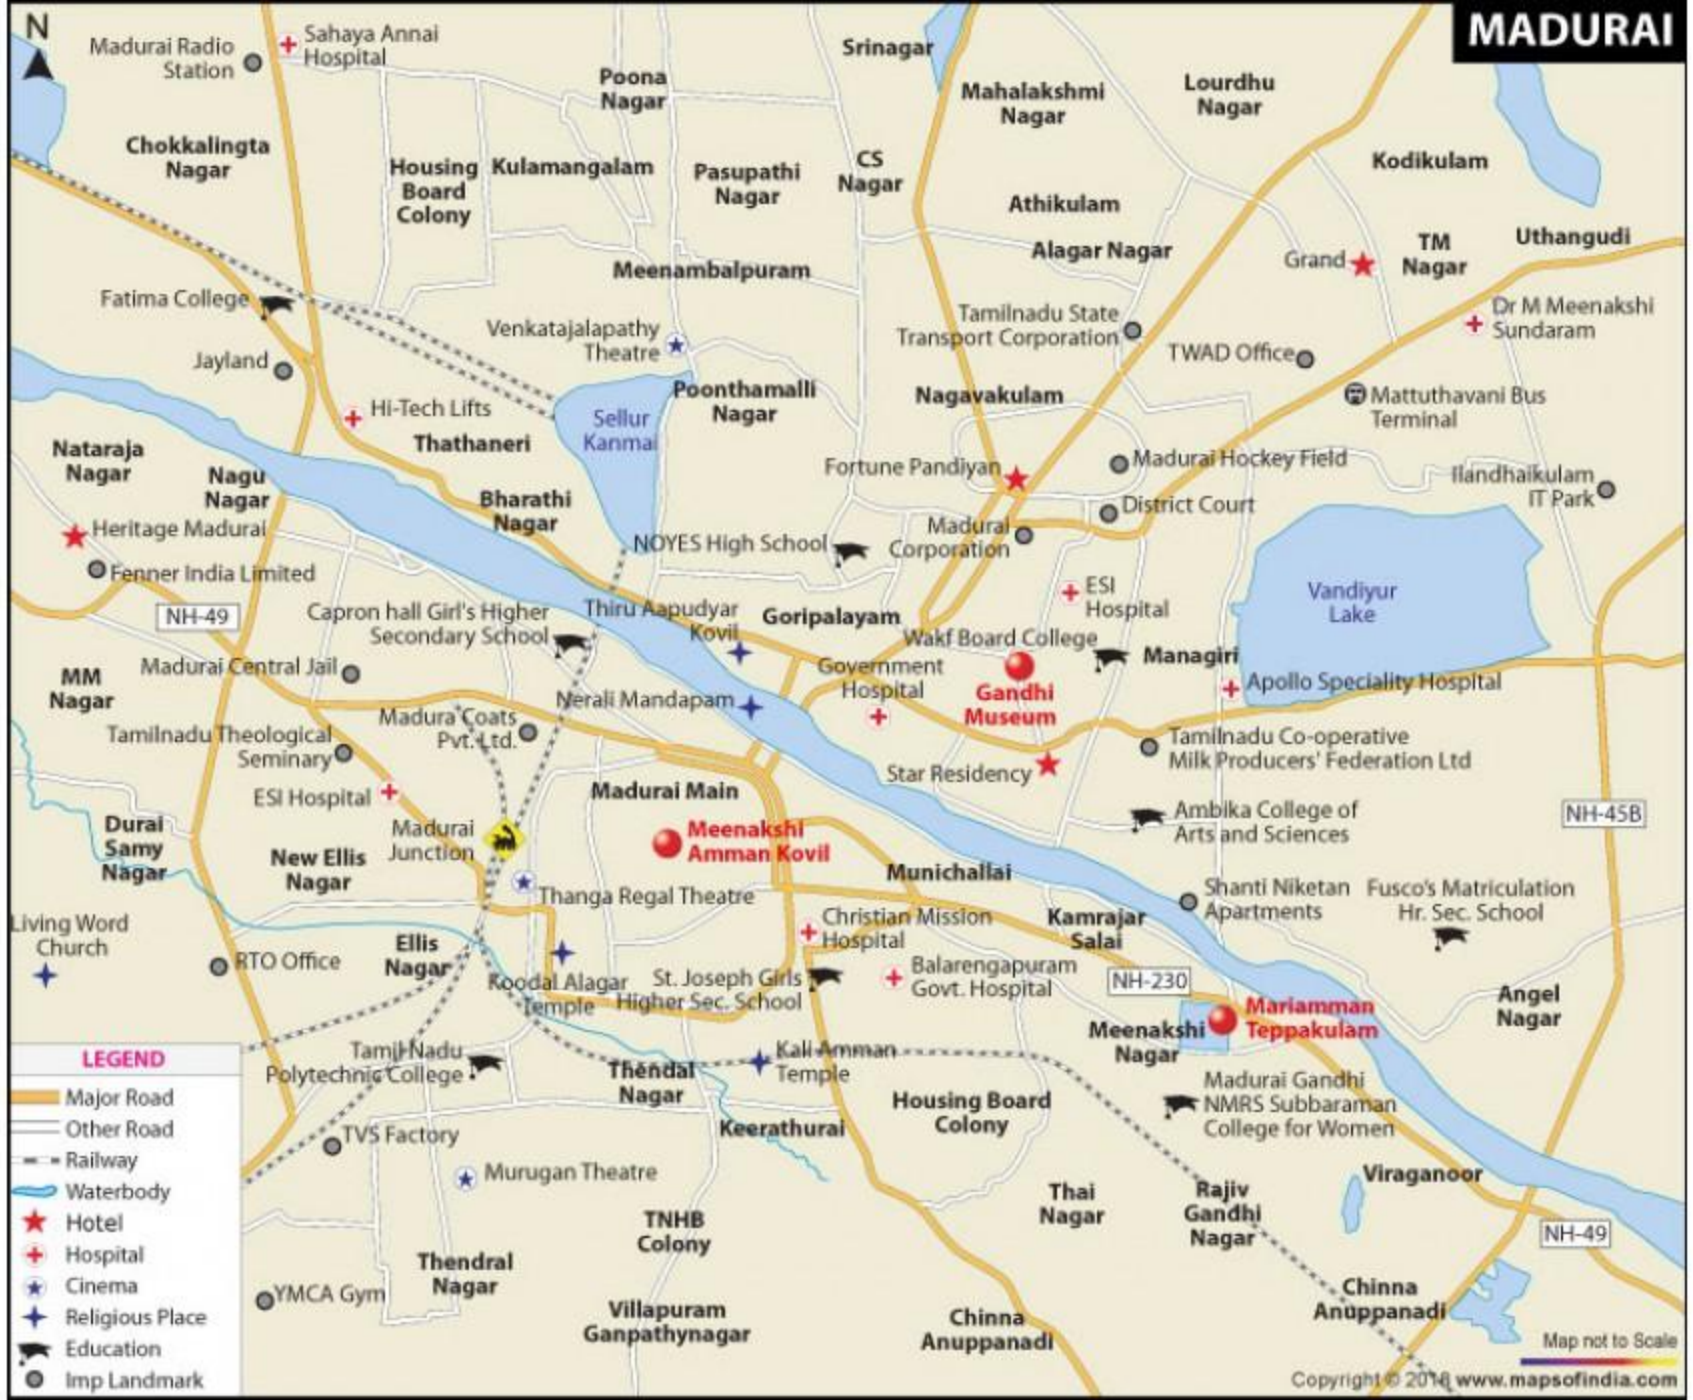 MADURAI
N
Madurai Radio
Station
Sahaya Annai
Hospital
Srinagar
Poona
Nagar
Mahalakshmi
Nagar
Lourdhu
Nagar
Chokkalingta
Nagar
Housing
Board
Colony
Kulamangalam
Pasupathi
Nagar
CS
Nagar
Kodikulam
Athikulam
Alagar Nagar
Grand
TM
Nagar
Uthangudi
Meenambalpuram
Fatima College
Venkatajalapathy
Theatre
Tamilnadu State
Transport Corporation
Dr M Meenakshi
Sundaram
Jayland
TWAD Office
Hi-Tech Lifts
Sellur
Kanmai
Poonthamalli
Nagar
Nagavakulam
Mattuthavani Bus
Terminal
Thathaneri
Nataraja
Nagar
Nagu
Nagar
Bharathi
Nagar
Fortune Pandiyan
Madurai Hockey Field
Ilandhaikulam
IT Park
District Court
Heritage Madurai
NOYES High School
Madurai
Corporation
Fenner India Limited
ESI
Hospital
Vandiyur
Lake
NH-49
Capron hall Girl's Higher
Secondary School
Thiru Aapudyar
Kovil
Goripalayam
Wakf Board College
Managiri
Madurai Central Jail
MM
Nagar
Government
Hospital
Gandhi
Museum
Apollo Speciality Hospital
Nerali Mandapam
Madura Coats
Pvt. Ltd.
Tamilnadu Theological
Seminary
Tamilnadu Co-operative
Milk Producers' Federation Ltd
Star Residency
ESI Hospital
Madurai Main
Durai
Samy
Nagar
Madurai
Junction
Meenakshi
Amman Kovil
Ambika College of
Arts and Sciences
NH-45B
New Ellis
Nagar
Munichallai
Thanga Regal Theatre
Shanti Niketan
Apartments
Fusco's Matriculation
Hr. Sec. School
Living Word
Church
Christian Mission
Hospital
Kamrajar
Salai
Ellis
Nagar
RTO Office
Koodal Alagar
Temple
St. Joseph Girls
Higher Sec. School
Balarengapuram
Govt. Hospital
NH-230
Angel
Nagar
Mariamman
Teppakulam
Meenakshi
Nagar
Tamil Nadu
Polytechnic College
Thendal
Nagar
Kali Amman
Temple
Housing Board
Colony
Madurai Gandhi
NMRS Subbaraman
College for Women
Keerathurai
TVS Factory
Murugan Theatre
Viraganoor
Thai
Nagar
Rajiv
Gandhi
Nagar
TNHB
Colony
NH-49
Thendral
Nagar
YMCA Gym
Villapuram
Ganpathynagar
Chinna
Anuppanadi
Chinna
Anuppanadi
LEGEND
Major Road
Other Road
Railway
Waterbody
Hotel
Hospital
Cinema
Religious Place
Education
Imp Landmark
Map not to Scale
Copyright © 2018 www.mapsofindia.com